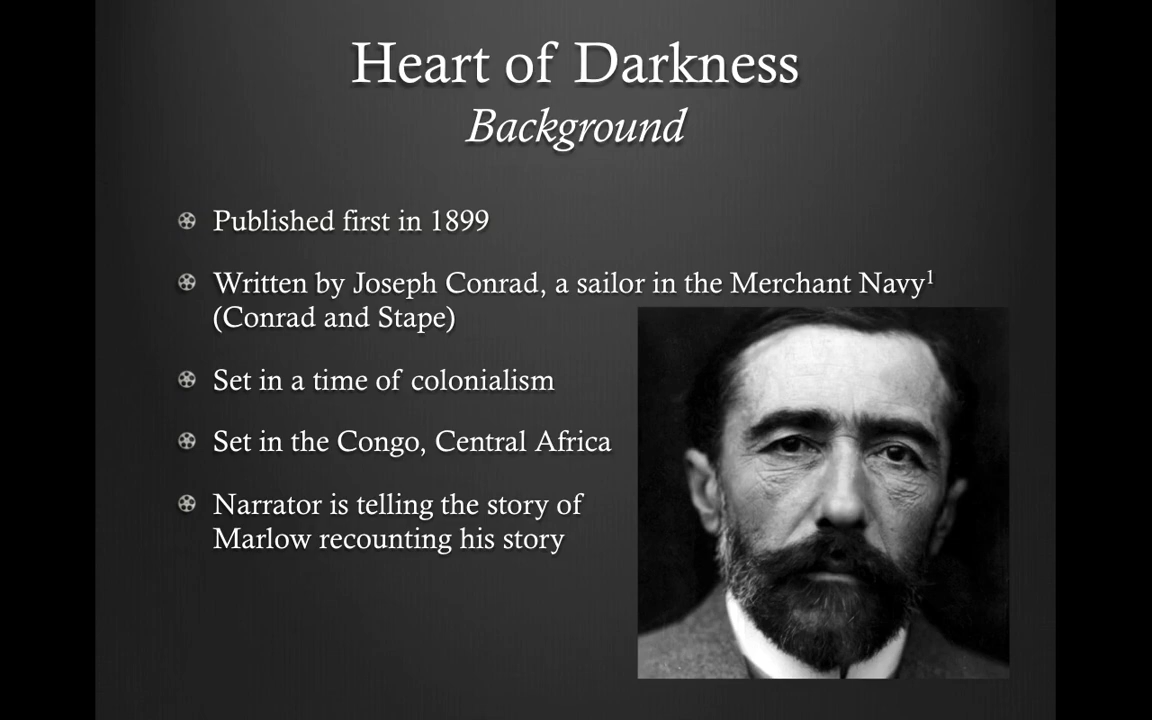 Heart of Darkness
Background
Published first in 1899
Written by Joseph Conrad, a sailor in the Merchant Navy¹
(Conrad and Stape)
Set in a time of colonialism
Set in the Congo, Central Africa
Narrator is telling the story of
Marlow recounting his story